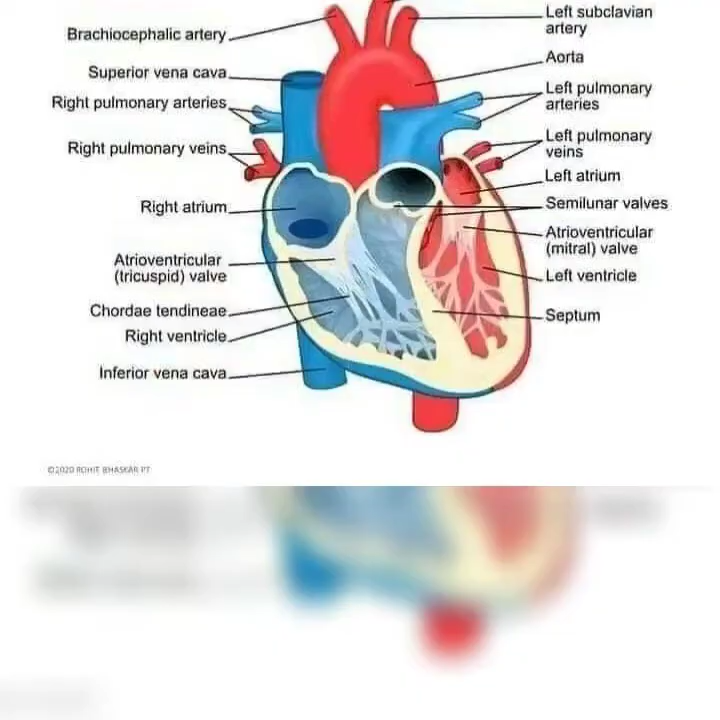 Brachiocephalic artery
Superior vena cava
Right pulmonary arteries
Right pulmonary veins
Right atrium
Atrioventricular
(tricuspid) valve
Chordae tendineae
Right ventricle
Inferior vena cava
Left subclavian
artery
Aorta
Left pulmonary
arteries
Left pulmonary
veins
Left atrium
Semilunar valves
Atrioventricular
(mitral) valve
Left ventricle
Septum
©2020 ROHIT BHASKAR PT